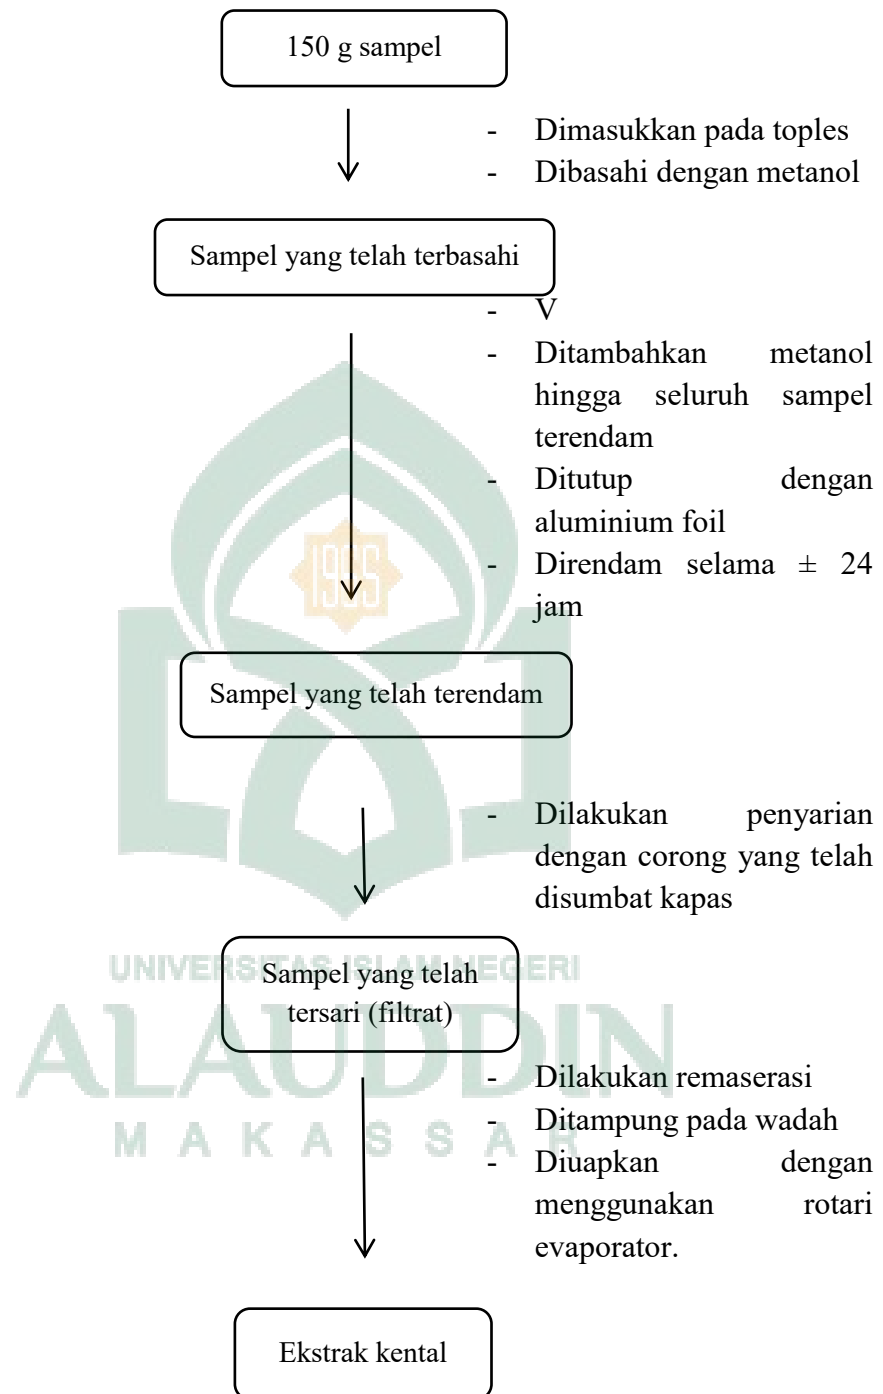 150 g sampel
- Dimasukkan pada toples
- Dibasahi dengan metanol
Sampel yang telah terbasahi
- V
- Ditambahkan metanol
hingga seluruh sampel
terendam
- Ditutup dengan
aluminium foil
- Direndam selama ± 24
jam
1965
Sampel yang telah terendam
- Dilakukan penyarian
dengan corong yang telah
disumbat kapas
UNIVERSITAS ISLAM NEGERI
Sampel yang telah
tersari (filtrat)
ALAUDDIN
MAKASSAR
- Dilakukan remaserasi
- Ditampung pada wadah
- Diuapkan dengan
menggunakan rotari
evaporator.
Ekstrak kental